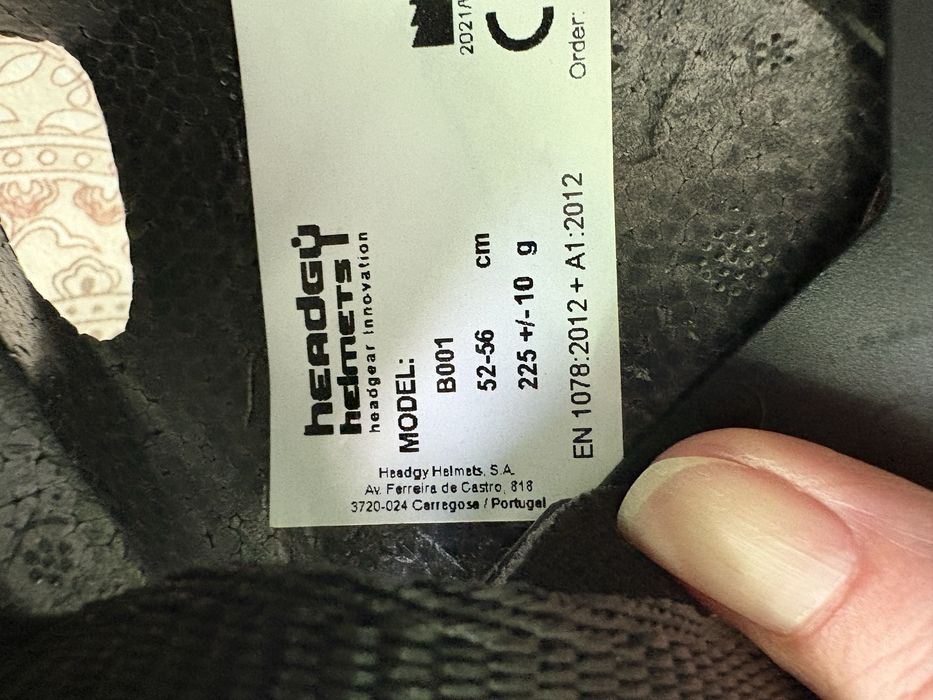 HEADGY
HELMETS
headgear innovation
MODEL:
B001
52-56 cm
225 +/-10 g
EN 1078:2012 + A1:2012
2021/
Order:
Headgy Helmets, S.A.
Av. Ferreira de Castro, 818
3720-024 Carregosa / Portugal